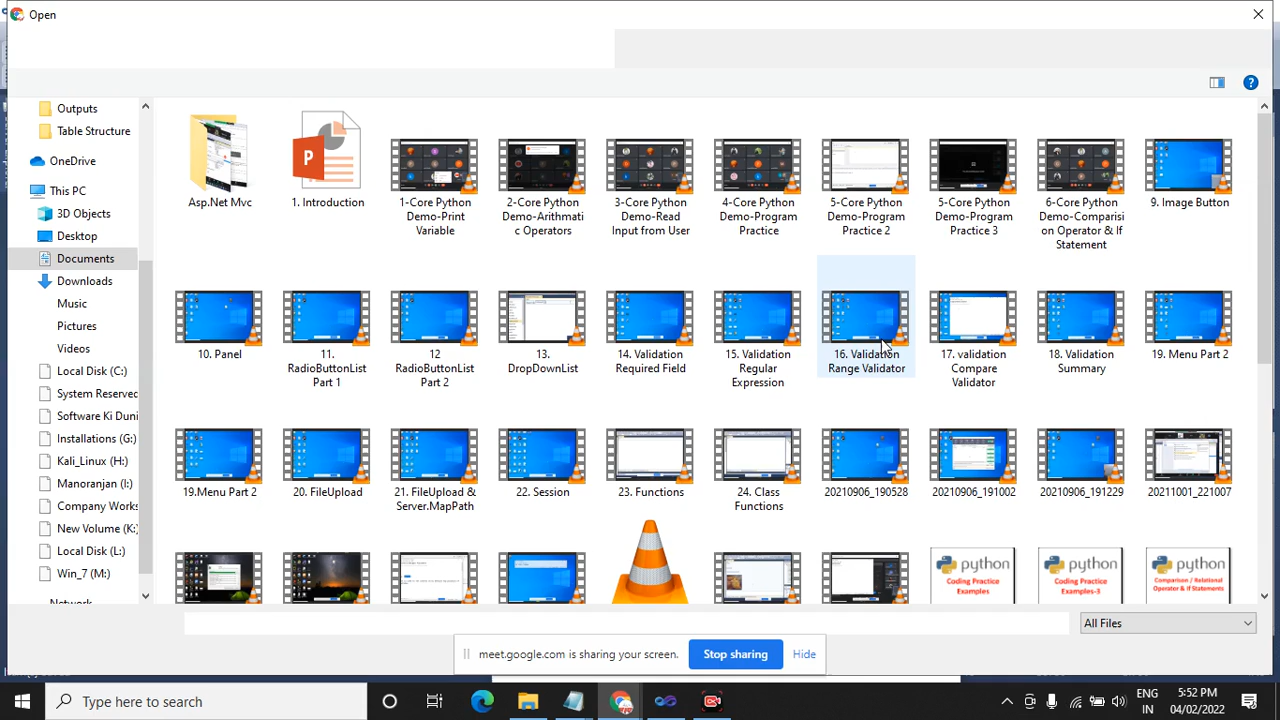 Open
Outputs
Table Structure
OneDrive
This PC
3D Objects
Desktop
Documents
Downloads
Music
Pictures
Videos
Local Disk (C:)
System Reserved
Software Ki Duni
Installations (G:)
Kali_Linux (H:)
Manoranjan (I:)
Company Works
New Volume (K:)
Local Disk (L:)
Win_7 (M:)
Network
Asp.Net Mvc
1. Introduction
1-Core Python
Demo-Print
Variable
2-Core Python
Demo-Arithmati
c Operators
3-Core Python
Demo-Read
Input from User
4-Core Python
Demo-Program
Practice
5-Core Python
Demo-Program
Practice 2
5-Core Python
Demo-Program
Practice 3
6-Core Python
Demo-Comparisi
on Operator & If
Statement
9. Image Button
10. Panel
11.
RadioButtonList
Part 1
12
RadioButtonList
Part 2
13.
DropDownList
14. Validation
Required Field
15. Validation
Regular
Expression
16. Validation
Range Validator
17. validation
Compare
Validator
18. Validation
Summary
19. Menu Part 2
19.Menu Part 2
20. FileUpload
21. FileUpload &
Server.MapPath
22. Session
23. Functions
24. Class
Functions
20210906_190528
20210906_191002
20210906_191229
20211001_221007
python
Coding Practice
Examples
python
Coding Practice
Examples-3
python
Comparison / Relational
Operator & If Statements
All Files
meet.google.com is sharing your screen.
Stop sharing
Hide
Type here to search
ENG
IN
5:52 PM
04/02/2022